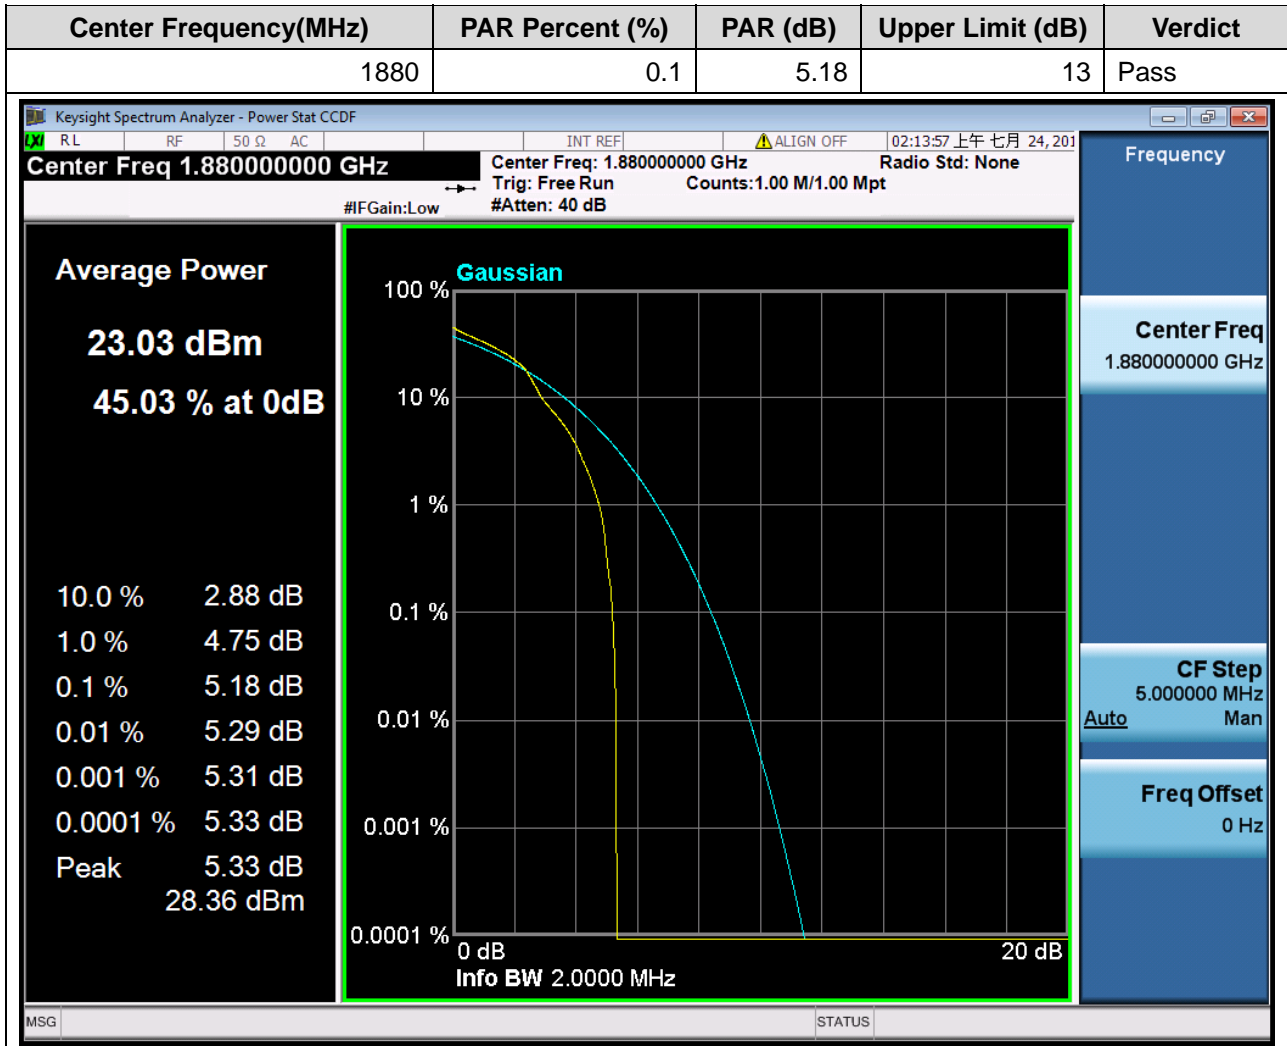 Center Frequency(MHz) PAR Percent (%) PAR (dB) Upper Limit (dB) Verdict
1880 0.1 5.18 13 Pass
Keysight Spectrum Analyzer - Power Stat CCDF
LXI RL RF 50 Ω AC INT REF ALIGN OFF 02:13:57 上午 七月 24, 201
Center Freq 1.880000000 GHz
Center Freq: 1.880000000 GHz Radio Std: None
Trig: Free Run Counts:1.00 M/1.00 Mpt
#IFGain:Low #Atten: 40 dB
Average Power
23.03 dBm
45.03 % at 0dB
10.0 % 2.88 dB
1.0 % 4.75 dB
0.1 % 5.18 dB
0.01 % 5.29 dB
0.001 % 5.31 dB
0.0001 % 5.33 dB
Peak 5.33 dB
28.36 dBm
Gaussian
100 %
10 %
1 %
0.1 %
0.01 %
0.001 %
0.0001 %
0 dB 20 dB
Info BW 2.0000 MHz
Frequency
Center Freq
1.880000000 GHz
CF Step
5.000000 MHz
Auto Man
Freq Offset
0 Hz
MSG STATUS